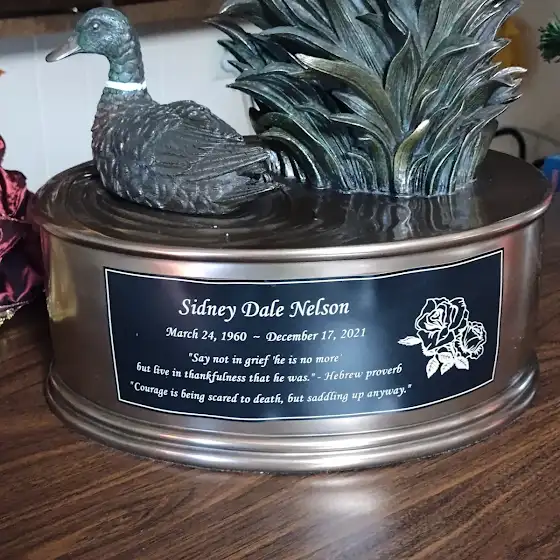 Sidney Dale Nelson
March 24, 1960 ~ December 17, 2021
"Say not in grief 'he is no more'
but live in thankfulness that he was." - Hebrew proverb
"Courage is being scared to death, but saddling up anyway."